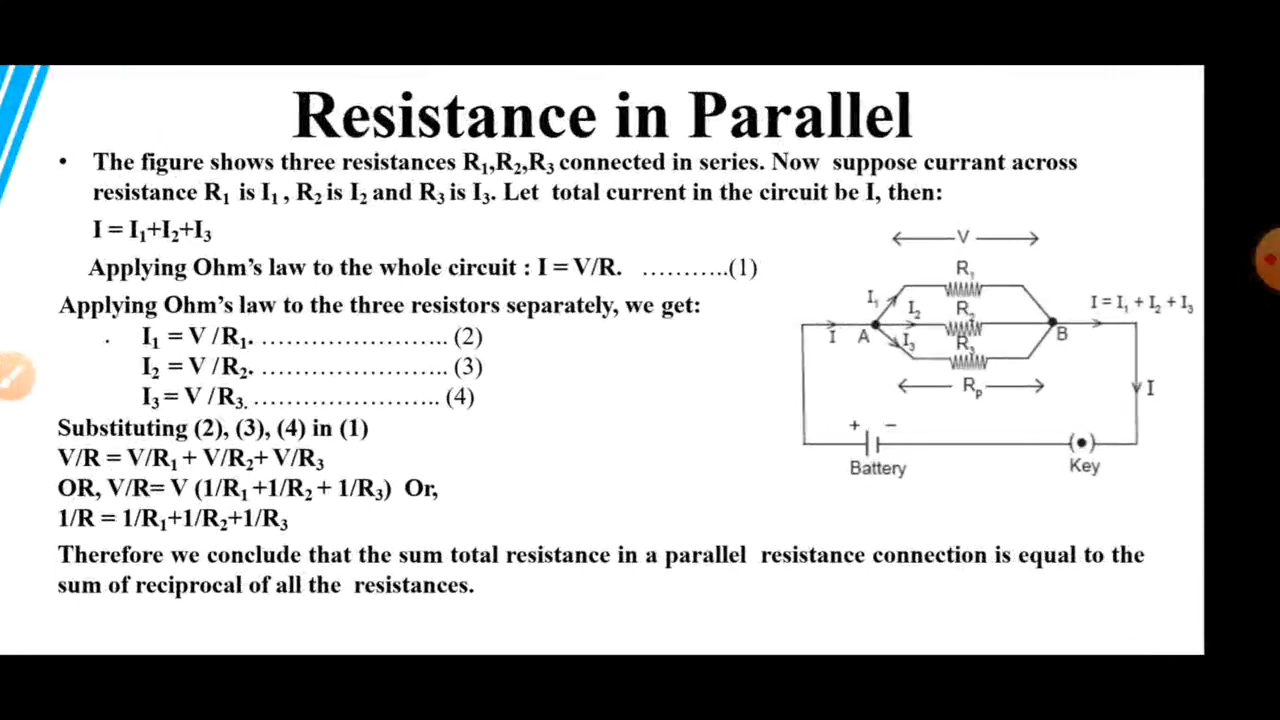 Resistance in Parallel
• The figure shows three resistances R₁,R₂,R₃ connected in series. Now suppose currant across
resistance R₁ is I₁ , R₂ is I₂ and R₃ is I₃. Let total current in the circuit be I, then:
I = I₁+I₂+I₃
Applying Ohm's law to the whole circuit : I = V/R. ………..(1)
Applying Ohm's law to the three resistors separately, we get:
. I₁ = V /R₁. ………………….. (2)
I₂ = V /R₂. ………………….. (3)
I₃ = V /R₃. ………………….. (4)
Substituting (2), (3), (4) in (1)
V/R = V/R₁ + V/R₂+ V/R₃
OR, V/R= V (1/R₁ +1/R₂ + 1/R₃) Or,
1/R = 1/R₁+1/R₂+1/R₃
Therefore we conclude that the sum total resistance in a parallel resistance connection is equal to the
sum of reciprocal of all the resistances.
V
R₁
I₁
I₂
R₂
I = I₁ + I₂ + I₃
I
A
I₃
R₃
B
Rₚ
I
+ −
Battery
Key